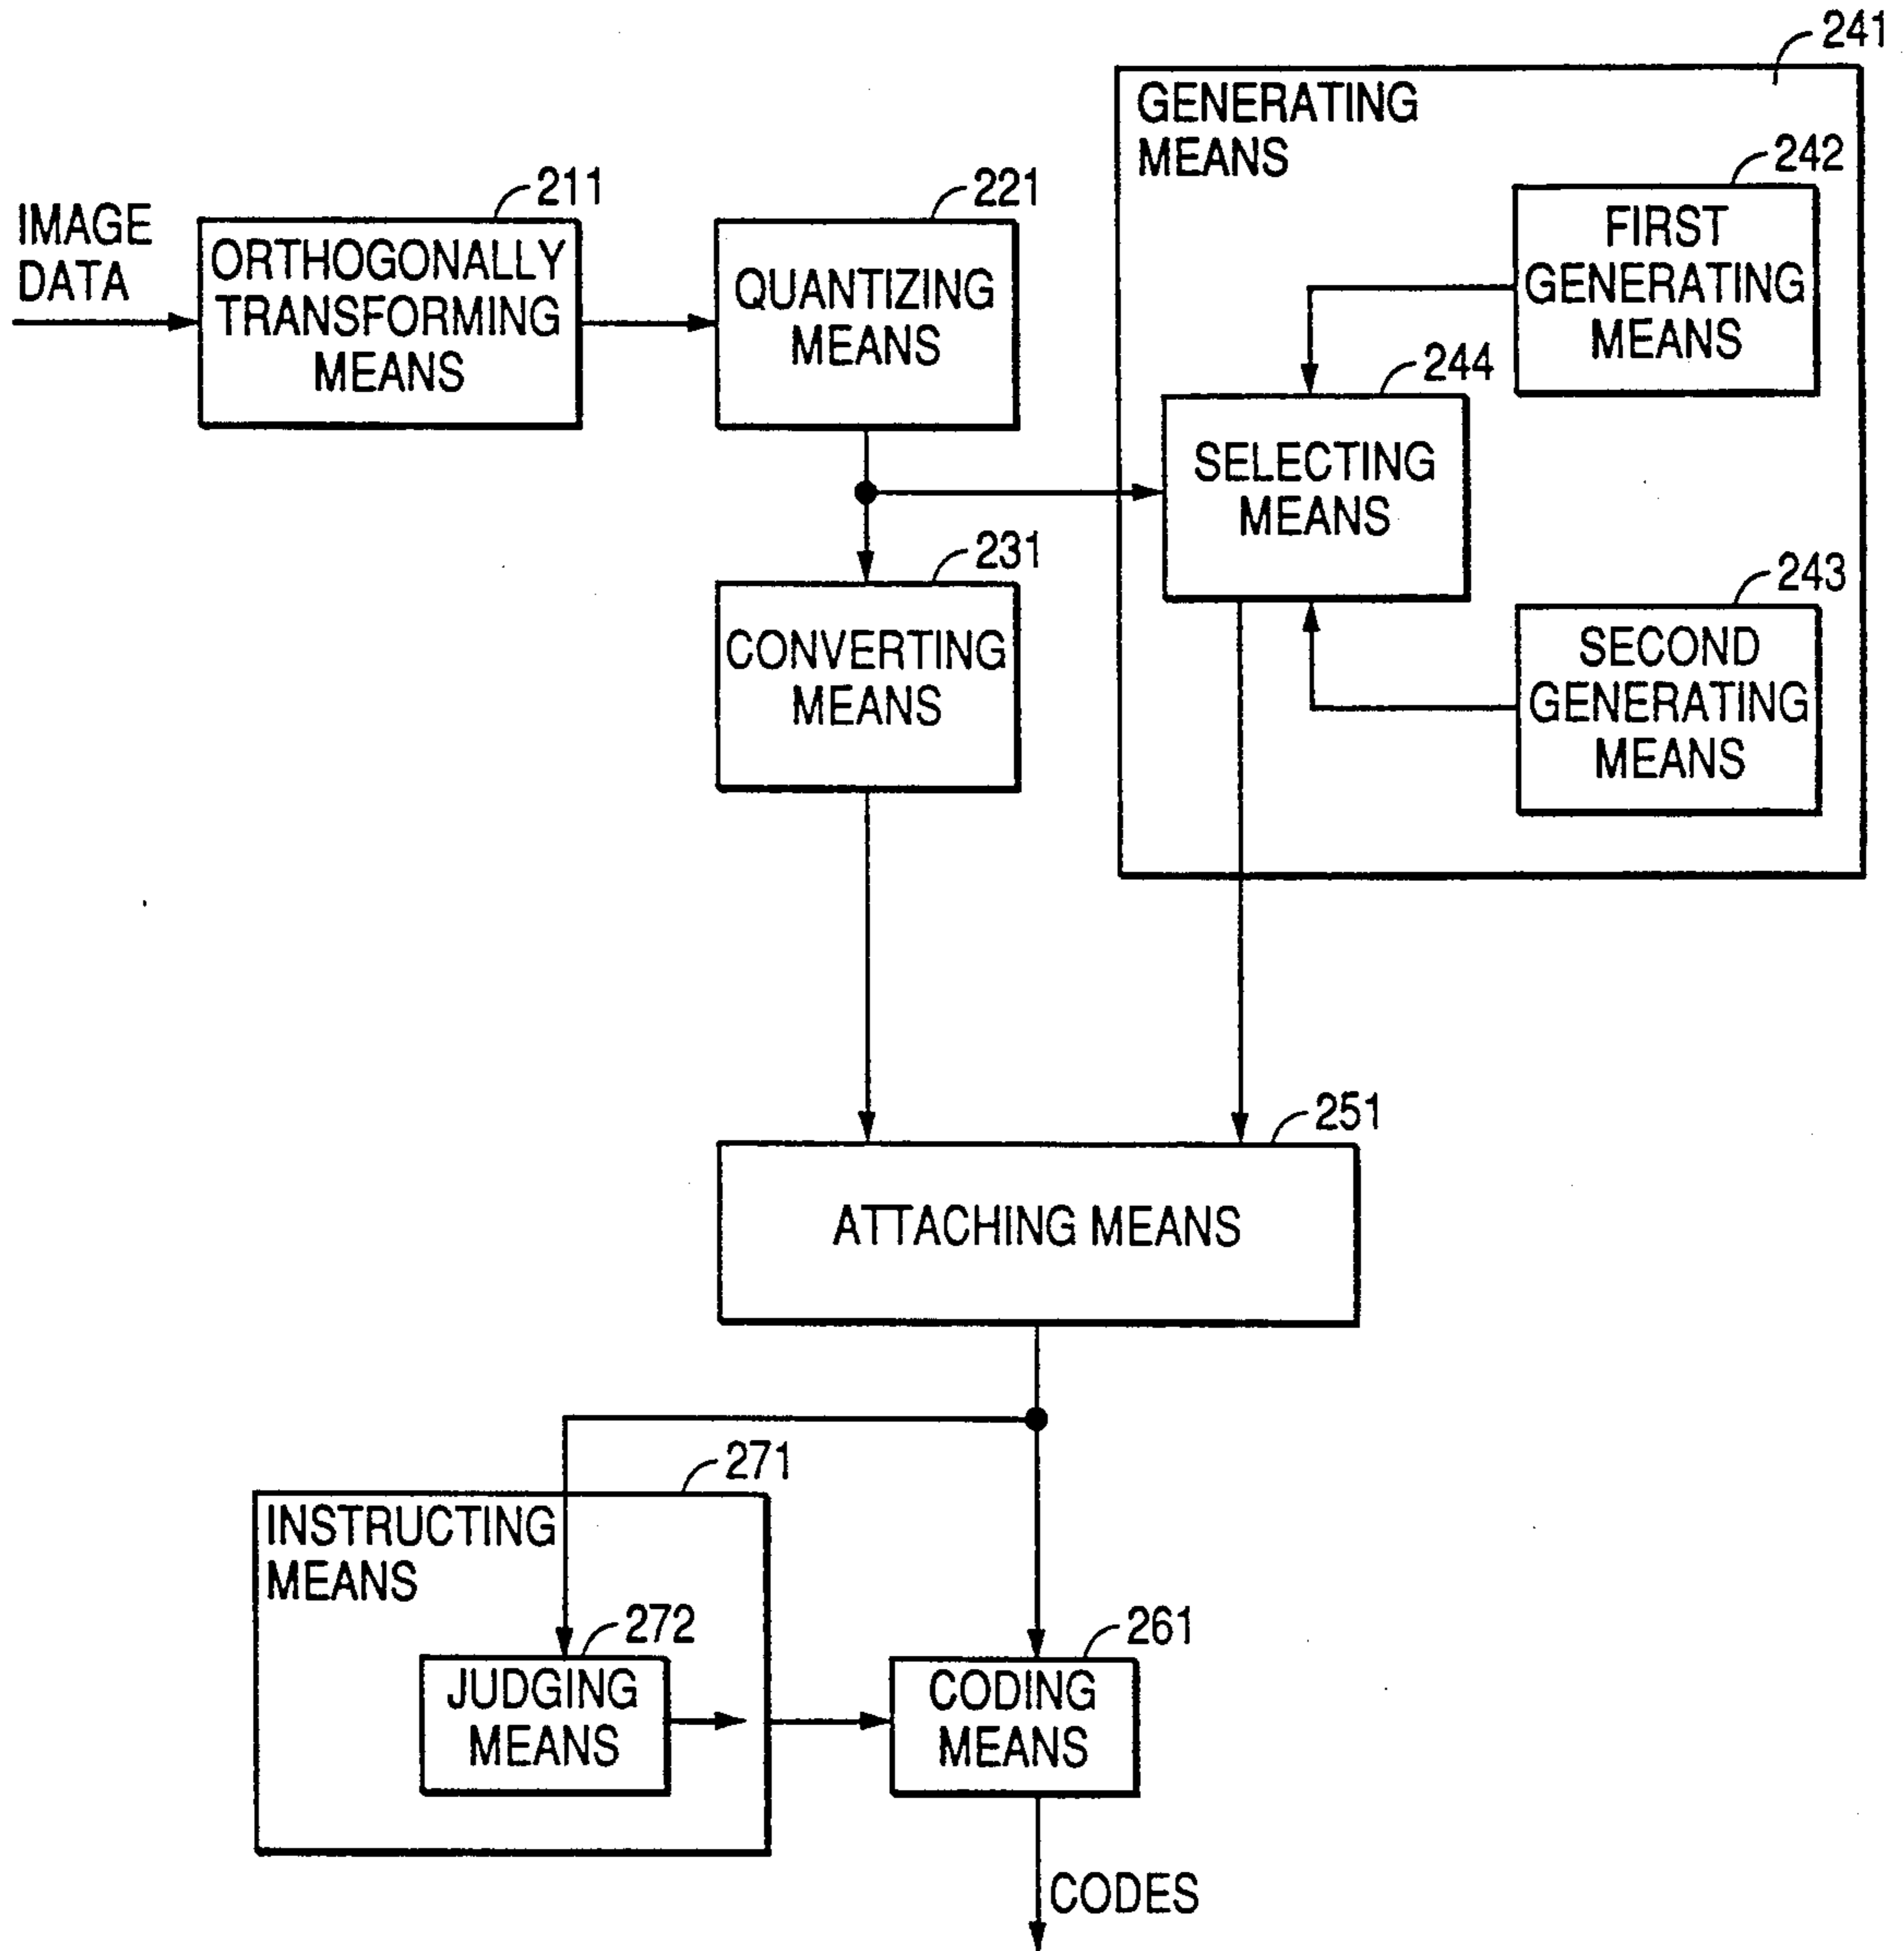 241
GENERATING
MEANS
242
FIRST
GENERATING
MEANS
211
221
IMAGE
DATA
ORTHOGONALLY
TRANSFORMING
MEANS
QUANTIZING
MEANS
244
SELECTING
MEANS
231
CONVERTING
MEANS
243
SECOND
GENERATING
MEANS
251
ATTACHING MEANS
271
INSTRUCTING
MEANS
272
JUDGING
MEANS
261
CODING
MEANS
CODES